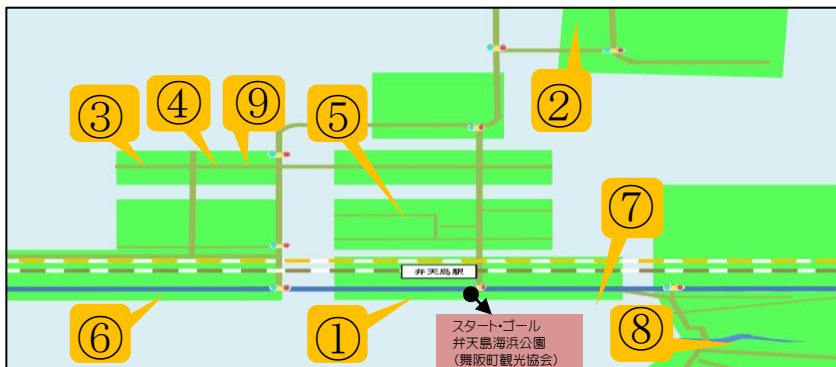 ②
③
④
⑨
⑤
⑦
弁天島駅
⑥
①
⑧
スタート・ゴール
弁天島海浜公園
(舞阪町観光協会)